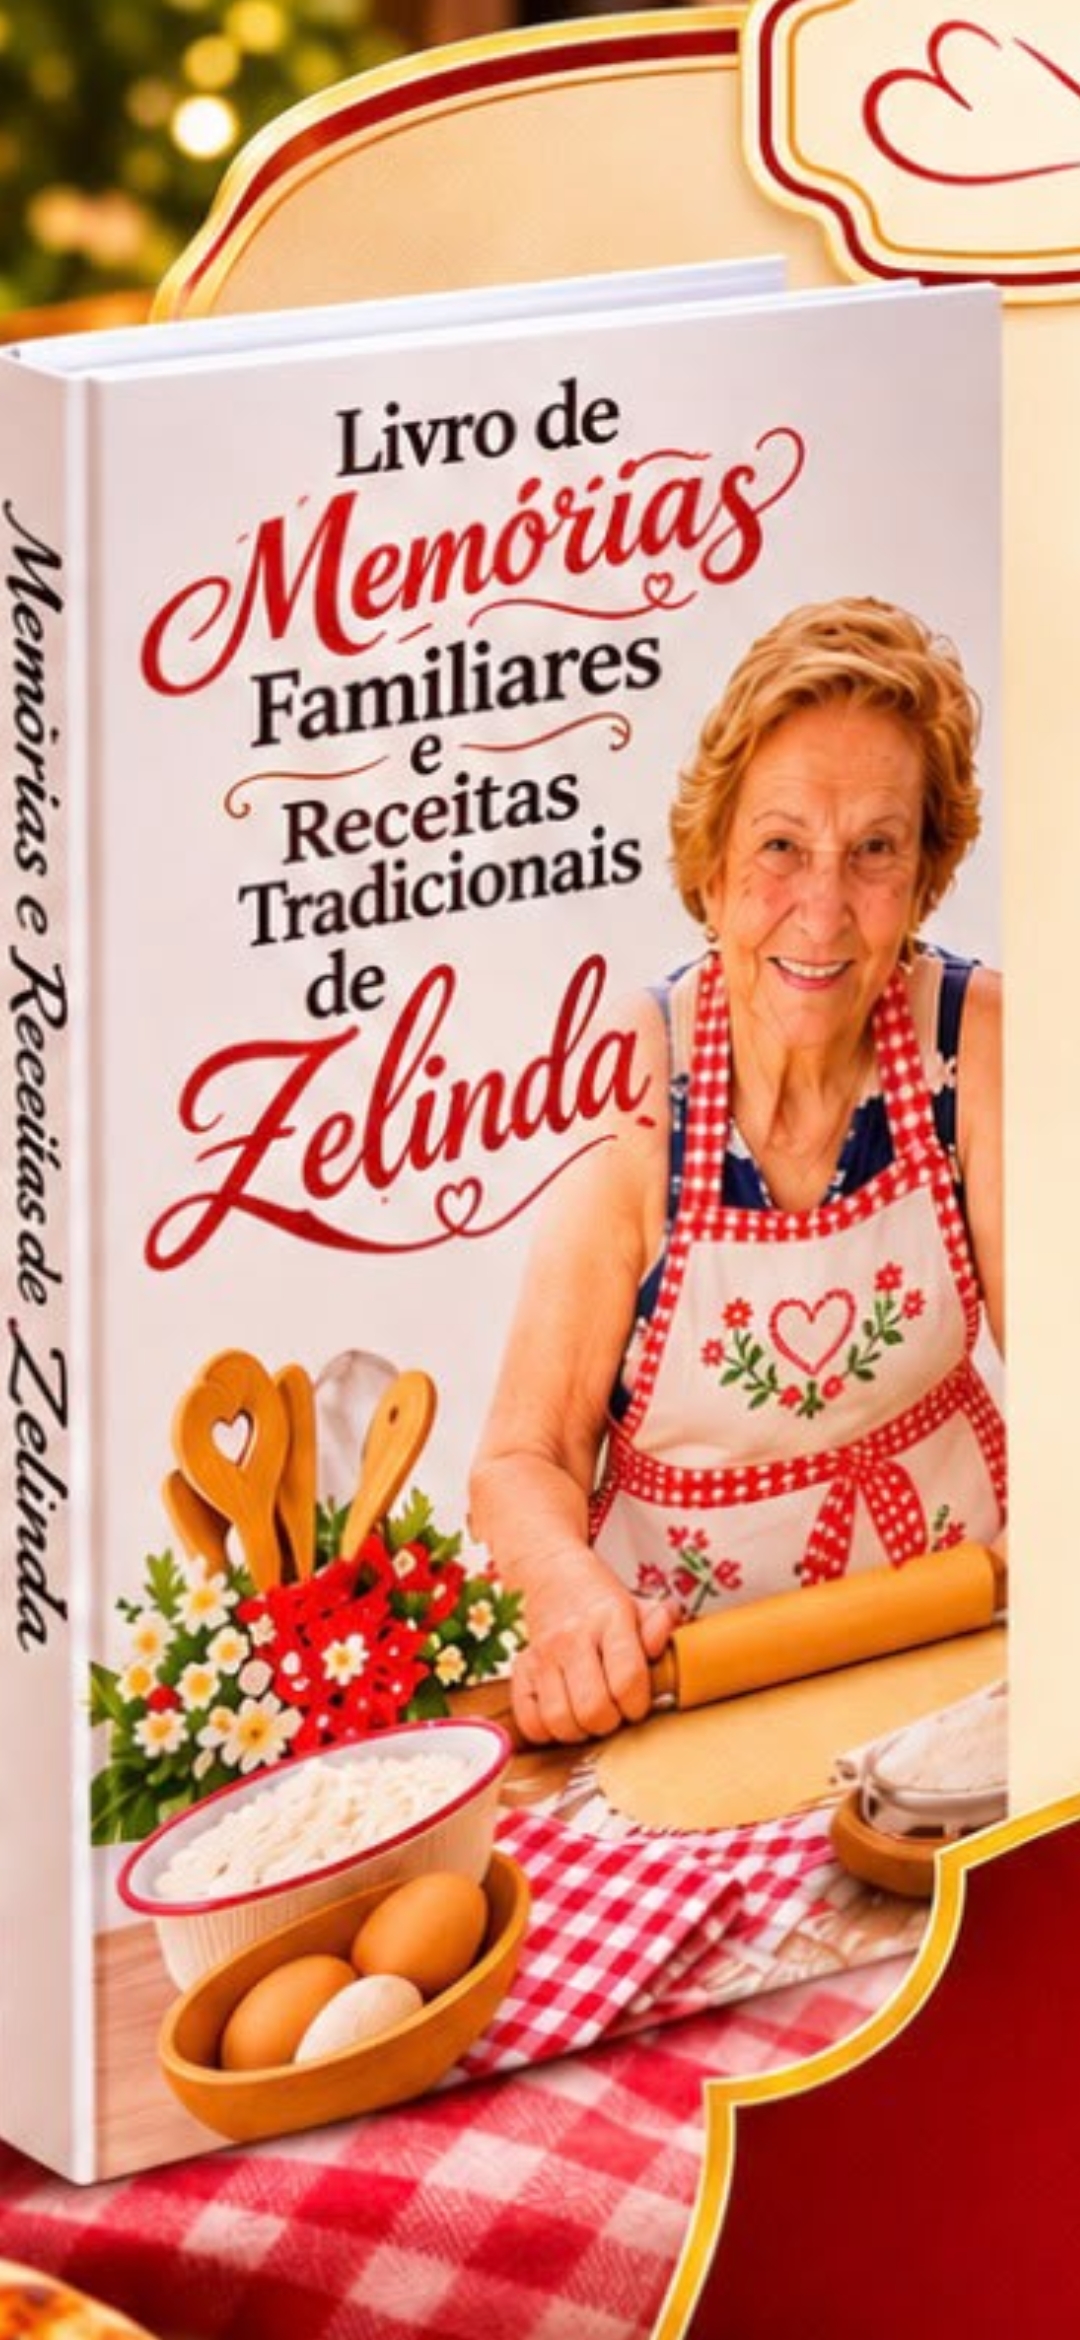 Livro de
Memórias
Familiares
e
Receitas
Tradicionais
de Zelinda
Memórias e Receitas de Zelinda